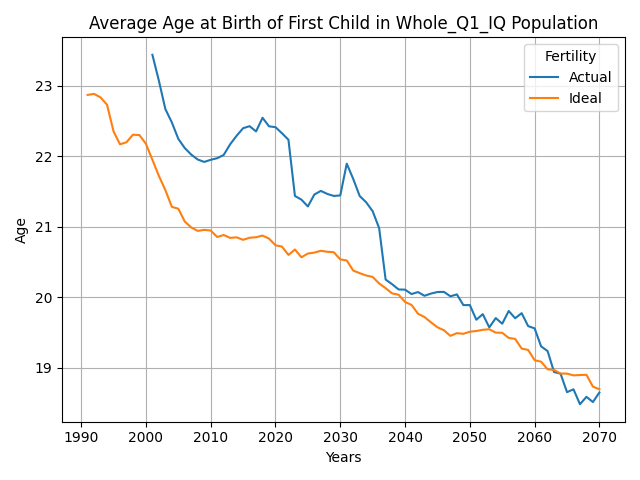 Average Age at Birth of First Child in Whole_Q1_IQ Population
Fertility
Actual
Ideal
Age
23
22
21
20
19
1990 2000 2010 2020 2030 2040 2050 2060 2070
Years